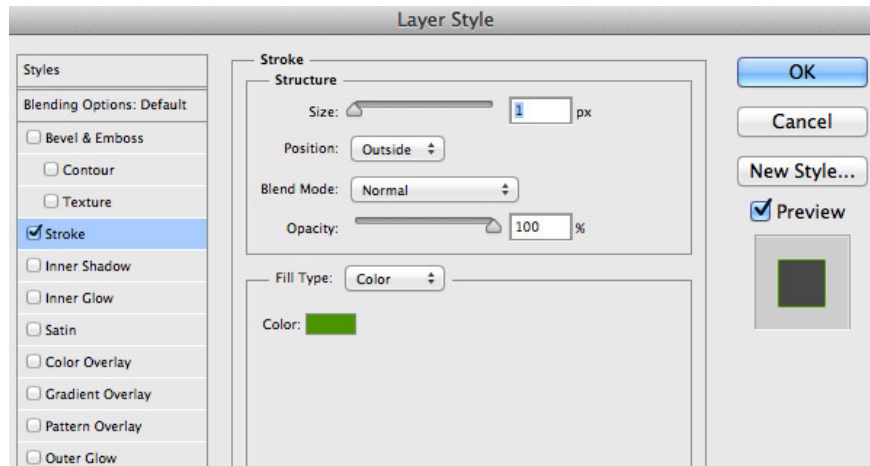 Layer Style
Styles
Blending Options: Default
Bevel & Emboss
Contour
Texture
Stroke
Inner Shadow
Inner Glow
Satin
Color Overlay
Gradient Overlay
Pattern Overlay
Outer Glow
Stroke
Structure
Size: 1 px
Position: Outside
Blend Mode: Normal
Opacity: 100 %
Fill Type: Color
Color:
OK
Cancel
New Style...
Preview